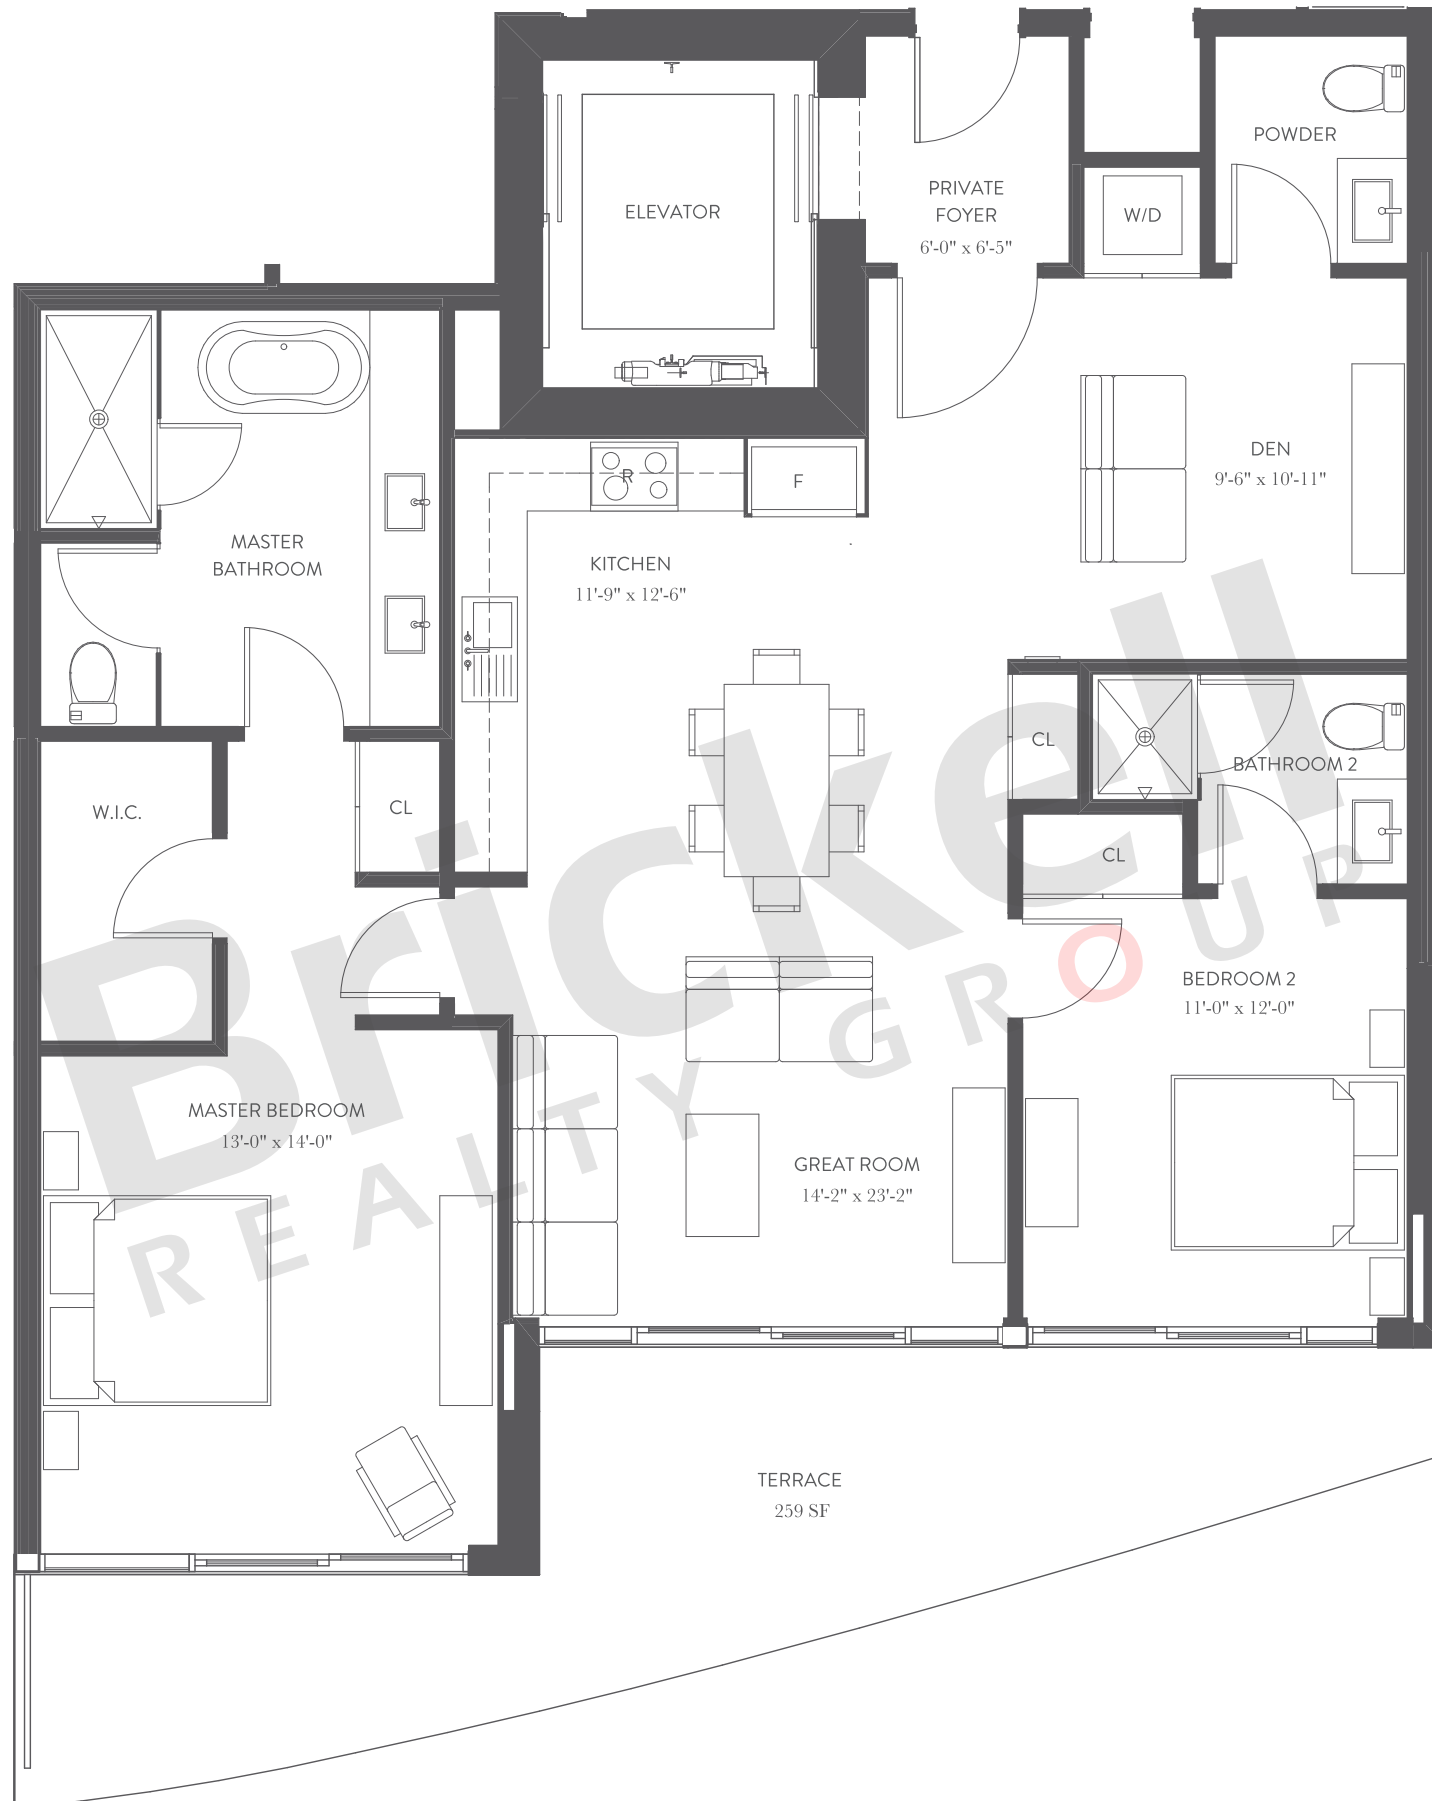 POWDER
PRIVATE
FOYER
6'-0" x 6'-5"
ELEVATOR
W/D
DEN
9'-6" x 10'-11"
R
F
MASTER
BATHROOM
KITCHEN
11'-9" x 12'-6"
CL
BATHROOM 2
W.I.C.
CL
CL
BEDROOM 2
11'-0" x 12'-0"
MASTER BEDROOM
13'-0" x 14'-0"
GREAT ROOM
14'-2" x 23'-2"
TERRACE
259 SF
Brickell
REALTY GROUP